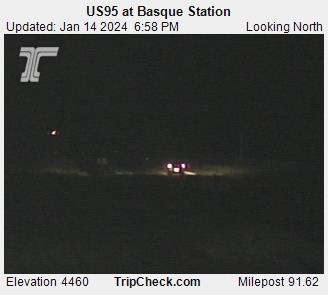 US95 at Basque Station
Updated: Jan 14 2024 6:58 PM Looking North
Elevation 4460 TripCheck.com Milepost 91.62